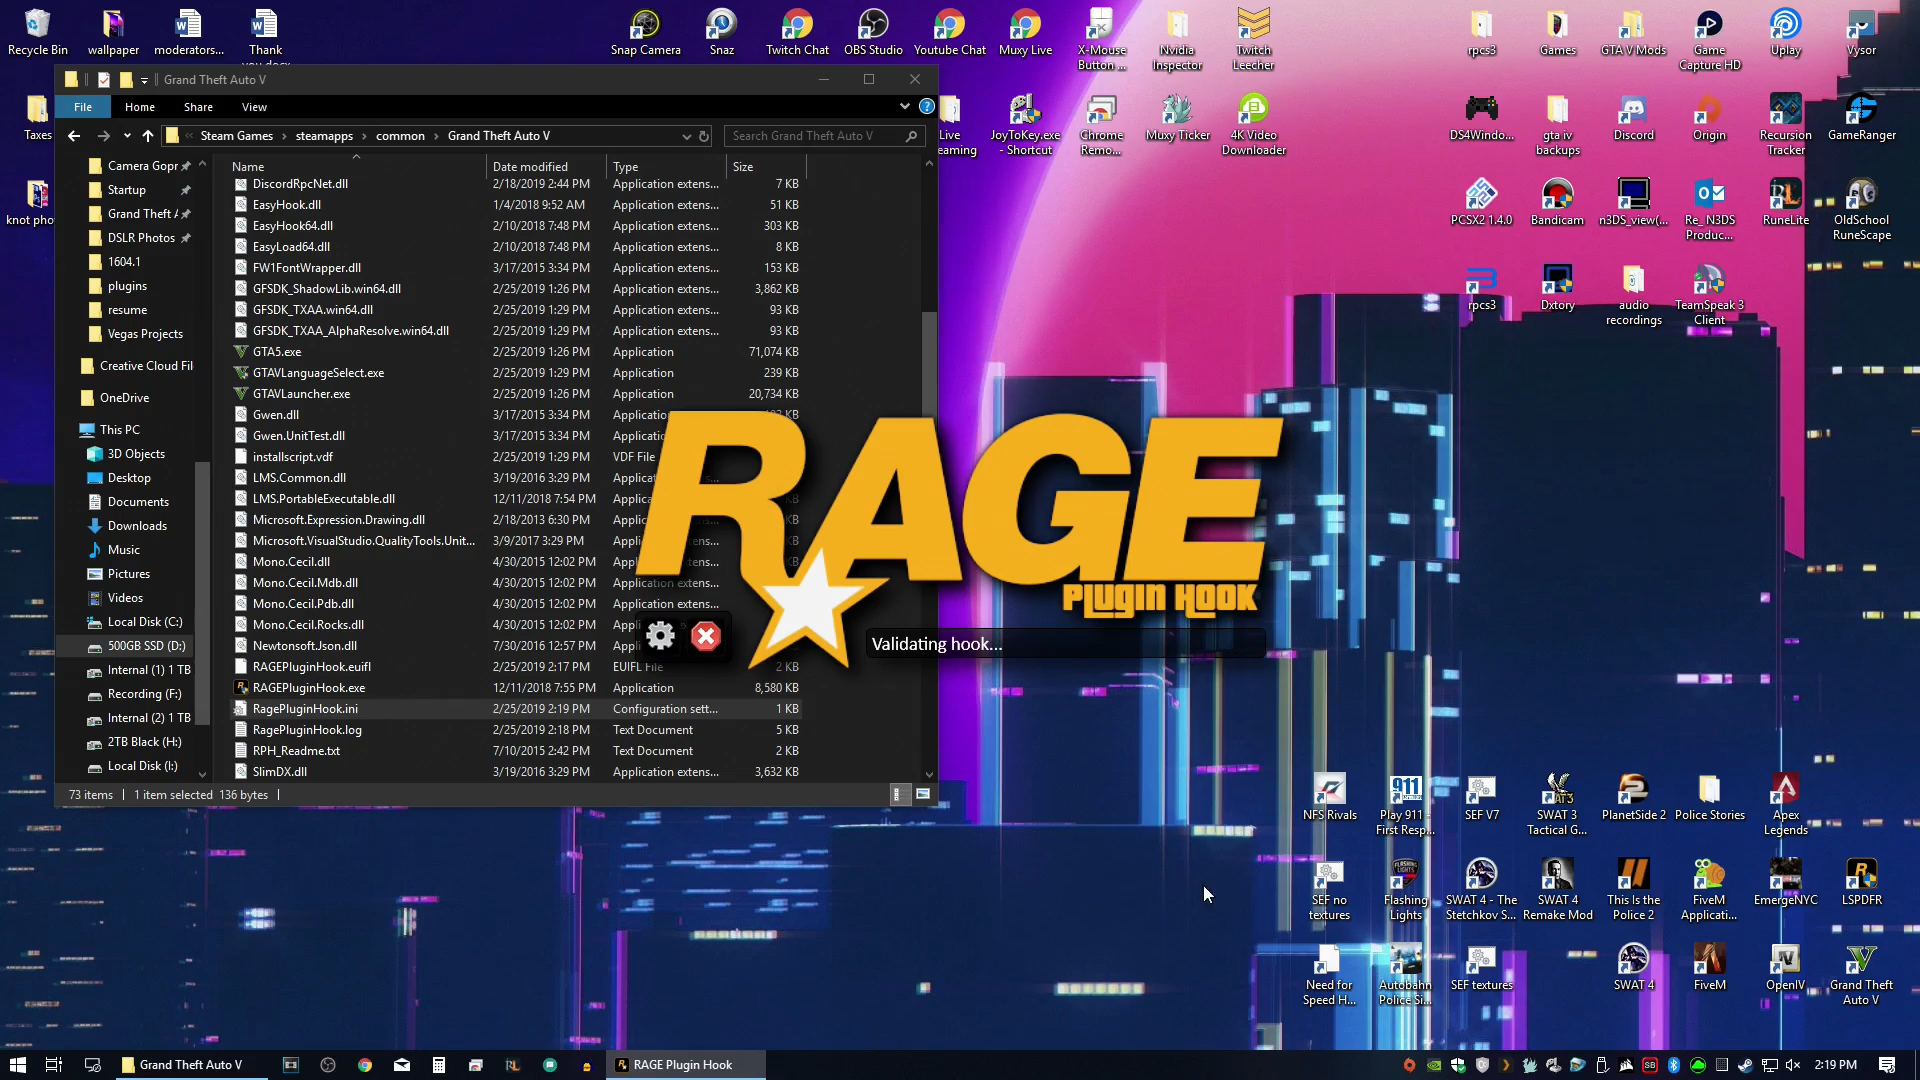 Recycle Bin
wallpaper
moderators...
Thank
you.docx
Snap Camera
Snaz
Twitch Chat
OBS Studio
Youtube Chat
Muxy Live
X-Mouse
Button ...
Nvidia
Inspector
Twitch
Leecher
rpcs3
Games
GTA V Mods
Game
Capture HD
Uplay
Vysor
Grand Theft Auto V
File
Home
Share
View
Steam Games
steamapps
common
Grand Theft Auto V
Search Grand Theft Auto V
Taxes
knot pho
Live
eaming
JoyToKey.exe
- Shortcut
Chrome
Remo...
Muxy Ticker
4K Video
Downloader
DS4Windo...
gta iv
backups
Discord
Origin
Recursion
Tracker
GameRanger
PCSX2 1.4.0
Bandicam
n3DS_view(...
Re_N3DS
Produc...
RuneLite
OldSchool
RuneScape
rpcs3
Dxtory
audio
recordings
TeamSpeak 3
Client
Camera Gopr
Startup
Grand Theft A
DSLR Photos
1604.1
plugins
resume
Vegas Projects
Creative Cloud Fil
OneDrive
This PC
3D Objects
Desktop
Documents
Downloads
Music
Pictures
Videos
Local Disk (C:)
500GB SSD (D:)
Internal (1) 1 TB
Recording (F:)
Internal (2) 1 TB
2TB Black (H:)
Local Disk (I:)
Name Date modified Type Size
DiscordRpcNet.dll 2/18/2019 2:44 PM Application extens... 7 KB
EasyHook.dll 1/4/2018 9:52 AM Application extens... 51 KB
EasyHook64.dll 2/10/2018 7:48 PM Application extens... 303 KB
EasyLoad64.dll 2/10/2018 7:48 PM Application extens... 8 KB
FW1FontWrapper.dll 3/17/2015 3:34 PM Application extens... 153 KB
GFSDK_ShadowLib.win64.dll 2/25/2019 1:26 PM Application extens... 3,862 KB
GFSDK_TXAA.win64.dll 2/25/2019 1:29 PM Application extens... 93 KB
GFSDK_TXAA_AlphaResolve.win64.dll 2/25/2019 1:29 PM Application extens... 93 KB
GTA5.exe 2/25/2019 1:26 PM Application 71,074 KB
GTAVLanguageSelect.exe 2/25/2019 1:29 PM Application 239 KB
GTAVLauncher.exe 2/25/2019 1:26 PM Application 20,734 KB
Gwen.dll 3/17/2015 3:34 PM Applicatio KB
Gwen.UnitTest.dll 3/17/2015 3:34 PM Applicati
installscript.vdf 2/25/2019 1:29 PM VDF File
LMS.Common.dll 3/19/2016 3:29 PM Applicat
LMS.PortableExecutable.dll 12/11/2018 7:54 PM Applica KB
Microsoft.Expression.Drawing.dll 2/18/2013 6:30 PM Applic
Microsoft.VisualStudio.QualityTools.Unit... 3/9/2017 3:29 PM Applic
Mono.Cecil.dll 4/30/2015 12:02 PM Appli tens...
Mono.Cecil.Mdb.dll 4/30/2015 12:02 PM Application extens...
Mono.Cecil.Pdb.dll 4/30/2015 12:02 PM Application extens...
Mono.Cecil.Rocks.dll 4/30/2015 12:02 PM Application extens...
Newtonsoft.Json.dll 7/30/2016 12:57 PM Appli
RAGEPluginHook.euifl 2/25/2019 2:17 PM EUIFL File 2 KB
RAGEPluginHook.exe 12/11/2018 7:55 PM Application 8,580 KB
RagePluginHook.ini 2/25/2019 2:19 PM Configuration sett... 1 KB
RagePluginHook.log 2/25/2019 2:18 PM Text Document 5 KB
RPH_Readme.txt 7/10/2015 2:42 PM Text Document 2 KB
SlimDX.dll 3/19/2016 3:29 PM Application extens... 3,632 KB
73 items
1 item selected 136 bytes
RAGE
PLUGIN HOOK
Validating hook...
NFS Rivals
911
Play 911 -
First Resp...
SEF V7
SWAT 3
Tactical G...
PlanetSide 2
Police Stories
Apex
Legends
SEF no
textures
Flashing
Lights
SWAT 4 - The
Stetchkov S...
SWAT 4
Remake Mod
This Is the
Police 2
FiveM
Applicati...
EmergeNYC
LSPDFR
Need for
Speed H...
Autobahn
Police Si...
SEF textures
SWAT 4
FiveM
OpenIV
Grand Theft
Auto V
Grand Theft Auto V
RAGE Plugin Hook
2:19 PM